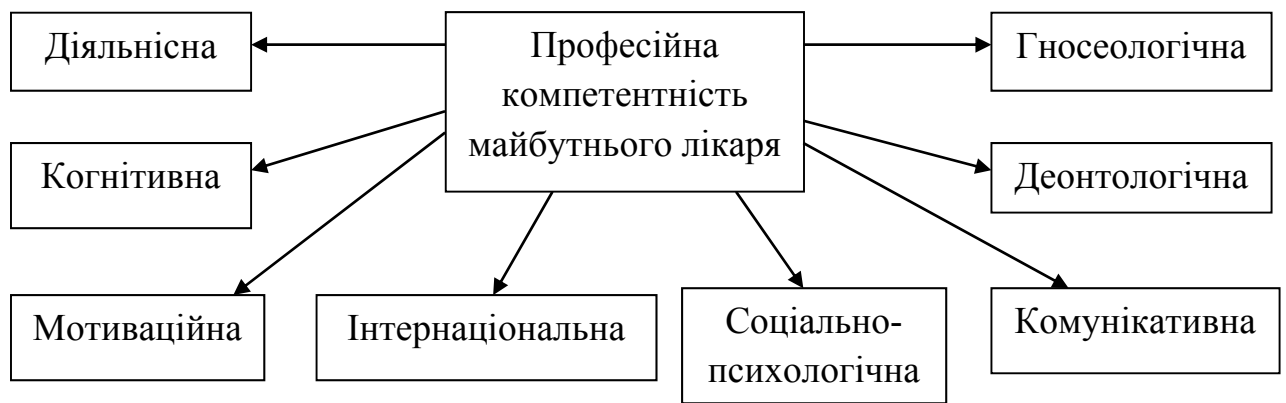 Діяльнісна
Професійна
компетентність
майбутнього лікаря
Гносеологічна
Когнітивна
Деонтологічна
Мотиваційна
Інтернаціональна
Соціально-
психологічна
Комунікативна